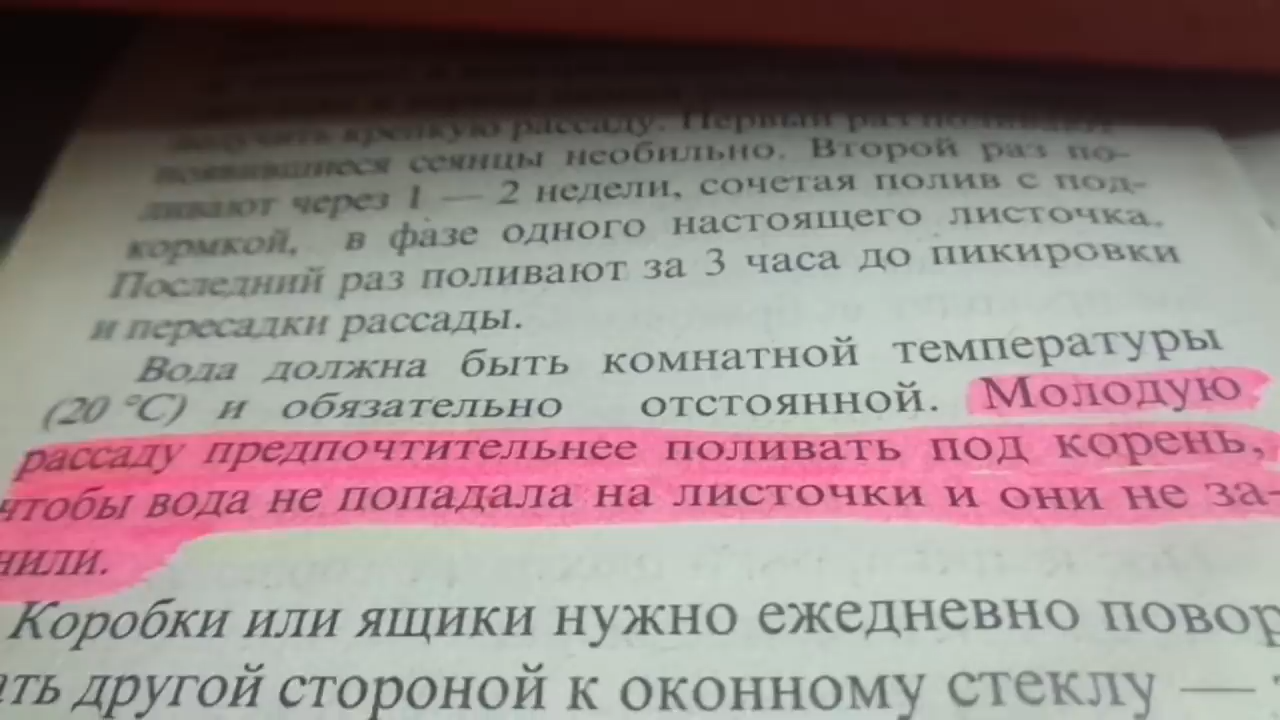 получить крепкую рассаду. Первый раз поливают
появившиеся сеянцы необильно. Второй раз по-
ливают через 1 — 2 недели, сочетая полив с под-
кормкой, в фазе одного настоящего листочка.
Последний раз поливают за 3 часа до пикировки
и пересадки рассады.
Вода должна быть комнатной температуры
(20 °С) и обязательно отстоянной. Молодую
рассаду предпочтительнее поливать под корень,
чтобы вода не попадала на листочки и они не за-
нили.
Коробки или ящики нужно ежедневно повор
ать другой стороной к оконному стеклу —